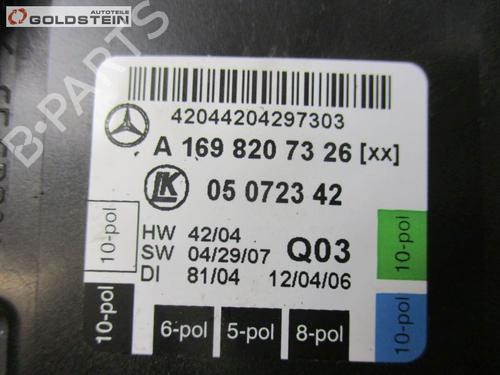 AUTOTEILE
GOLDSTEIN
B-PARTS
42044204297303
A 169 820 73 26 [xx]
LK 05 0723 42
HW 42/04
SW 04/29/07 Q03
DI 81/04 12/04/06
10-pol
10-pol
10-pol
10-pol
6-pol 5-pol 8-pol